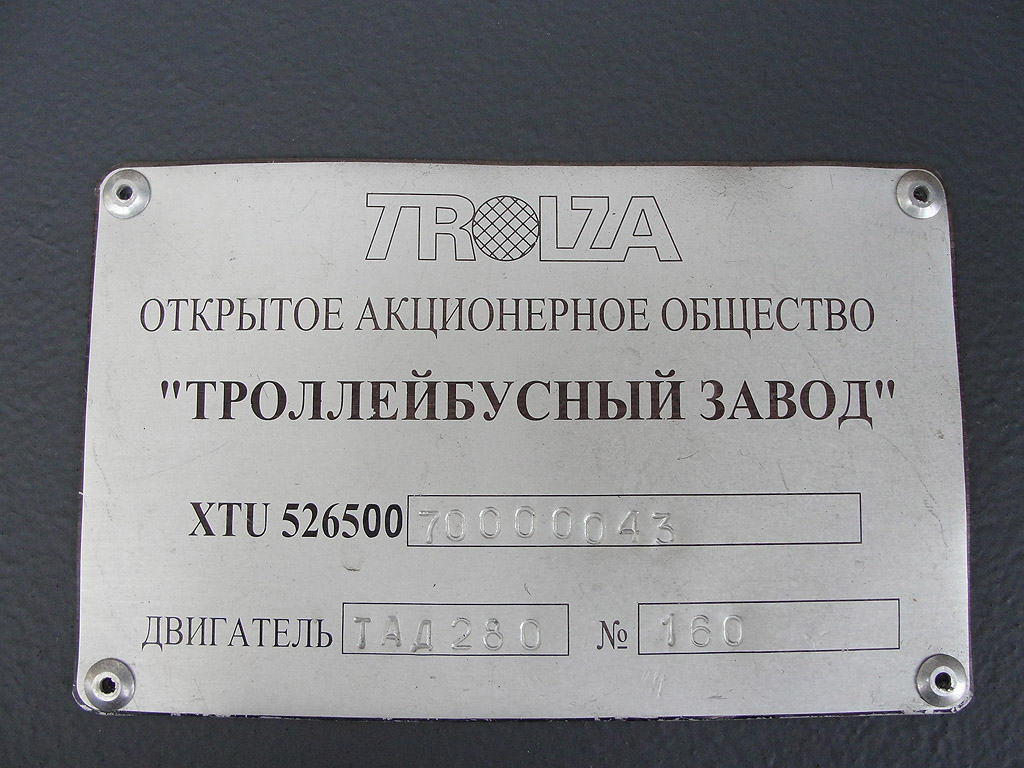 TROLZA
ОТКРЫТОЕ АКЦИОНЕРНОЕ ОБЩЕСТВО
"ТРОЛЛЕЙБУСНЫЙ ЗАВОД"
XTU 526500 70000043
ДВИГАТЕЛЬ ТАД280 № 160